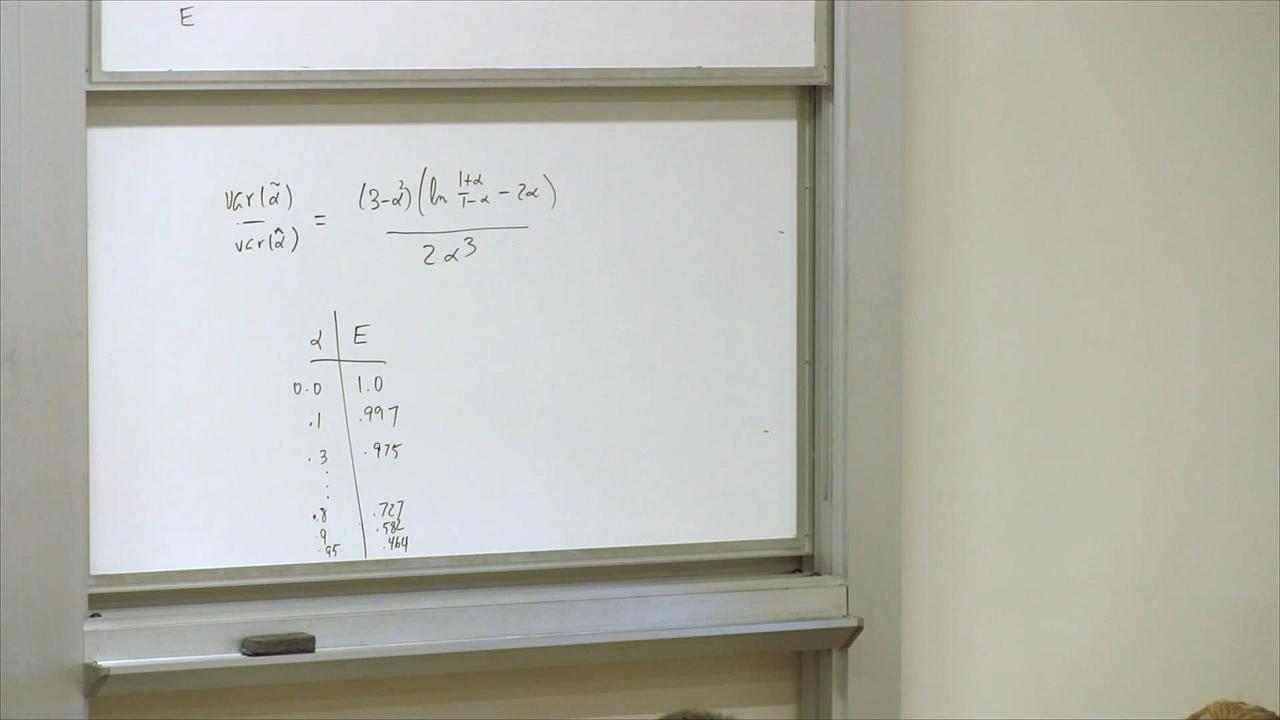 E
var(α̃) / var(α̂) = (3-α²)(ln (1+α)/(1-α) - 2α) / 2α³
α | E
0.0 | 1.0
.1 | .997
.3 | .975
⋮
.8 | .727
.9 | .582
.95 | .464